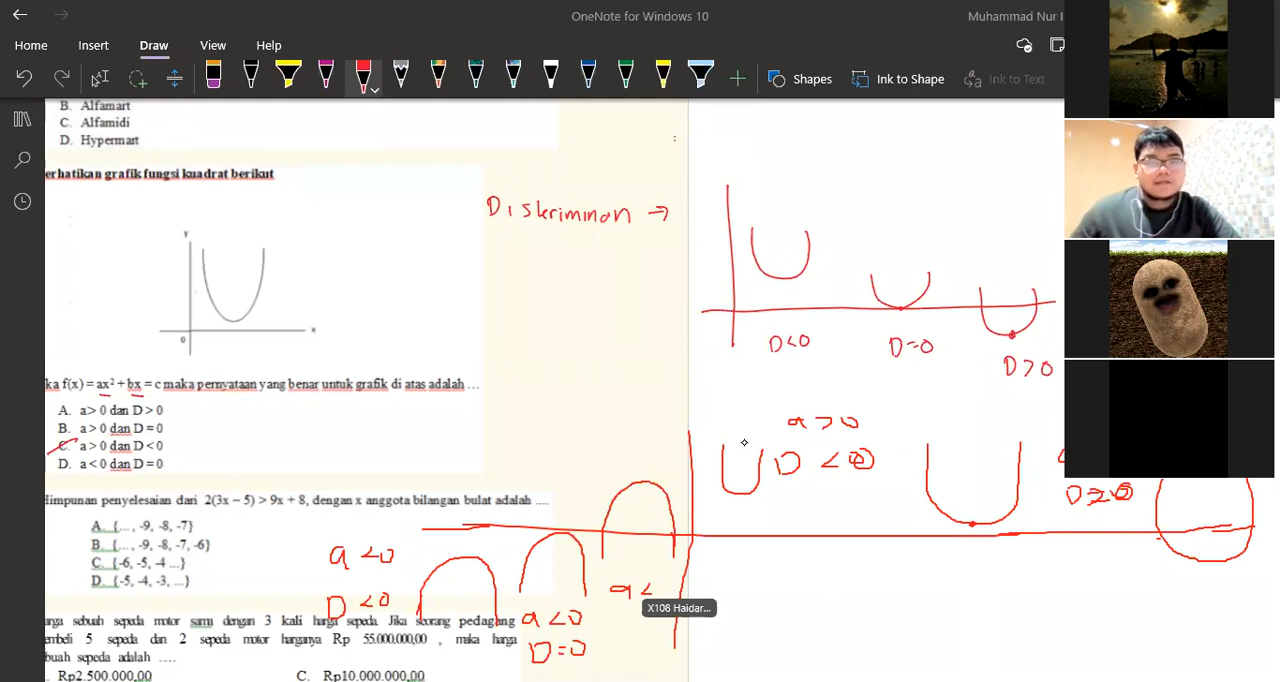 OneNote for Windows 10
Muhammad Nur I
Home Insert Draw View Help
Shapes
Ink to Shape
Ink to Text
B. Alfamart
C. Alfamidi
D. Hypermart
erhatikan grafik fungsi kuadrat berikut
y
0
x
ka f(x) = ax² + bx = c maka pernyataan yang benar untuk grafik di atas adalah ...
A. a > 0 dan D > 0
B. a > 0 dan D = 0
C. a > 0 dan D < 0
D. a < 0 dan D = 0
Himpunan penyelesaian dari 2(3x – 5) > 9x + 8, dengan x anggota bilangan bulat adalah ....
A. {..., -9, -8, -7}
B. {..., -9, -8, -7, -6}
C. {-6, -5, -4 ...}
D. {-5, -4, -3, ...}
arga sebuah sepeda motor sama dengan 3 kali harga sepeda. Jika seorang pedagang
embeli 5 sepeda dan 2 sepeda motor harganya Rp 55.000.000,00 , maka harga
buah sepeda adalah ....
Rp2.500.000,00
C. Rp10.000.000,00
Diskriminan →
D<0
D=0
D>0
a > 0
D <
a <0
D <0
a <0
D=0
a <
X108 Haidar...